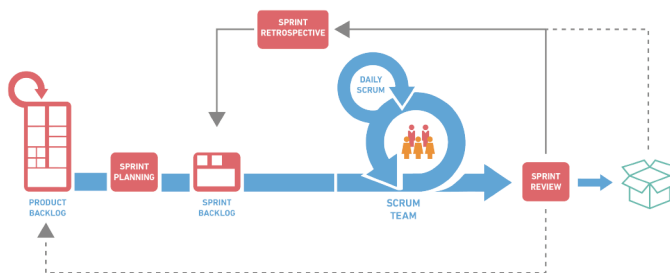 SPRINT
RETROSPECTIVE
DAILY
SCRUM
SPRINT
PLANNING
SPRINT
REVIEW
PRODUCT
BACKLOG
SPRINT
BACKLOG
SCRUM
TEAM